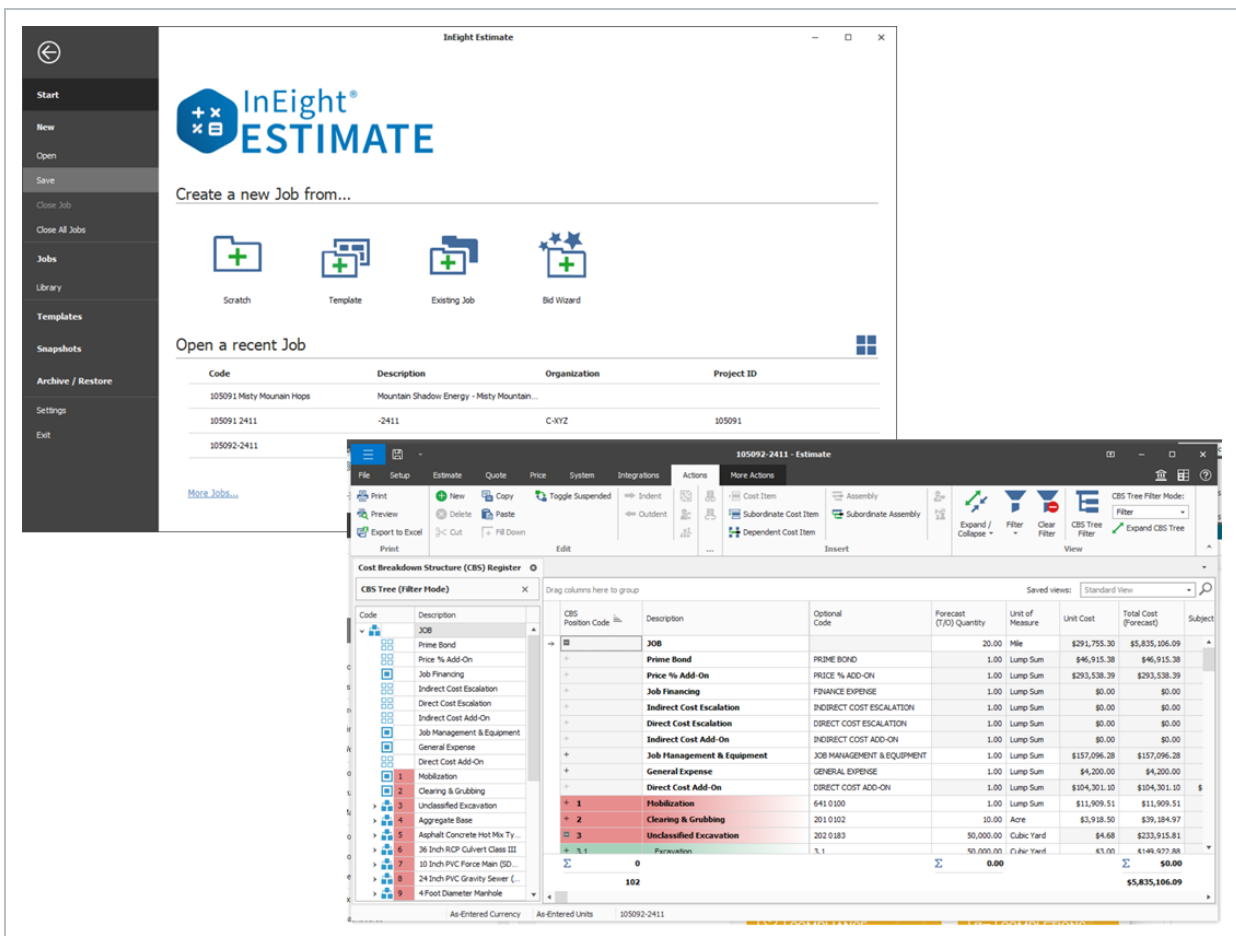 InEight Estimate
Start
New
Open
Save
Close Job
Close All Jobs
Jobs
Library
Templates
Snapshots
Archive / Restore
Settings
Exit
InEight®
ESTIMATE
Create a new Job from...
Scratch Template Existing Job Bid Wizard
Open a recent Job
Code Description Organization Project ID
105091 Misty Mounain Hops Mountain Shadow Energy - Misty Mountain...
105091 2411 -2411 C-XYZ 105091
105092-2411
More Jobs...
105092-2411 - Estimate
File Setup Estimate Quote Price System Integrations Actions More Actions
Print New Copy Toggle Suspended Indent Cost Item Assembly
Preview Delete Paste Outdent Subordinate Cost Item Subordinate Assembly
Export to Excel Cut Fill Down Dependent Cost Item
Expand / Collapse Filter Clear Filter CBS Tree Filter
CBS Tree Filter Mode:
Filter
Expand CBS Tree
Print Edit ... Insert View
Cost Breakdown Structure (CBS) Register
CBS Tree (Filter Mode)
Code Description
JOB
Prime Bond
Price % Add-On
Job Financing
Indirect Cost Escalation
Direct Cost Escalation
Indirect Cost Add-On
Job Management & Equipment
General Expense
Direct Cost Add-On
1 Mobilization
2 Clearing & Grubbing
3 Unclassified Excavation
4 Aggregate Base
5 Asphalt Concrete Hot Mix Ty...
6 36 Inch RCP Culvert Class III
7 10 Inch PVC Force Main (SD...
8 24 Inch PVC Gravity Sewer (...
9 4 Foot Diameter Manhole
Drag columns here to group
Saved views: Standard View
CBS Position Code Description Optional Code Forecast (T/O) Quantity Unit of Measure Unit Cost Total Cost (Forecast) Subject
JOB 20.00 Mile $291,755.30 $5,835,106.09
Prime Bond PRIME BOND 1.00 Lump Sum $46,915.38 $46,915.38
Price % Add-On PRICE % ADD-ON 1.00 Lump Sum $293,538.39 $293,538.39
Job Financing FINANCE EXPENSE 1.00 Lump Sum $0.00 $0.00
Indirect Cost Escalation INDIRECT COST ESCALATION 1.00 Lump Sum $0.00 $0.00
Direct Cost Escalation DIRECT COST ESCALATION 1.00 Lump Sum $0.00 $0.00
Indirect Cost Add-On INDIRECT COST ADD-ON 1.00 Lump Sum $0.00 $0.00
Job Management & Equipment JOB MANAGEMENT & EQUIPMENT 1.00 Lump Sum $157,096.28 $157,096.28
General Expense GENERAL EXPENSE 1.00 Lump Sum $4,200.00 $4,200.00
Direct Cost Add-On DIRECT COST ADD-ON 1.00 Lump Sum $104,301.10 $104,301.10 $
+ 1 Mobilization 641 0100 1.00 Lump Sum $11,909.51 $11,909.51
+ 2 Clearing & Grubbing 201 0102 10.00 Acre $3,918.50 $39,184.97
3 Unclassified Excavation 202 0183 50,000.00 Cubic Yard $4.68 $233,915.81
+ 3.1 Excavation 3.1 50,000.00 Cubic Yard $3.00 $149,922.88
Σ 0 Σ 0.00 Σ $0.00
102 $5,835,106.09
As-Entered Currency As-Entered Units 105092-2411